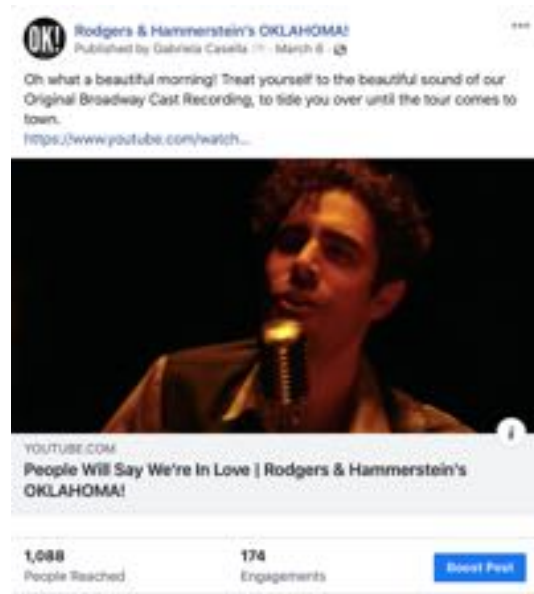 OK!
Rodgers & Hammerstein's OKLAHOMA!
Published by Gabriela Casella · March 6 ·
Oh what a beautiful morning! Treat yourself to the beautiful sound of our
Original Broadway Cast Recording, to tide you over until the tour comes to
town.
https://www.youtube.com/watch...
YOUTUBE.COM
People Will Say We're In Love | Rodgers & Hammerstein's
OKLAHOMA!
1,088
People Reached
174
Engagements
Boost Post